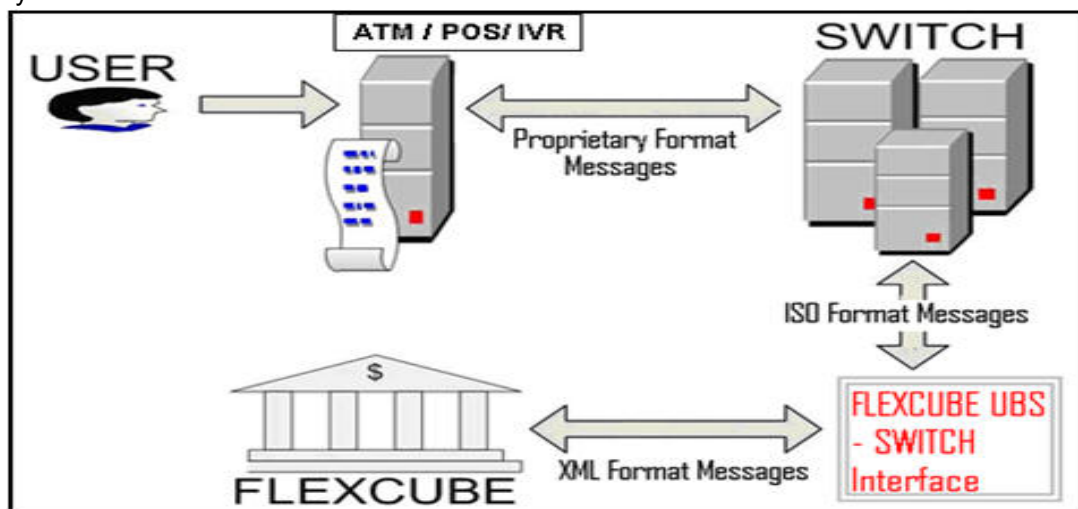 ATM / POS/ IVR
SWITCH
USER
Proprietary Format
Messages
ISO Format Messages
$
FLEXCUBE UBS
- SWITCH
Interface
XML Format Messages
FLEXCUBE